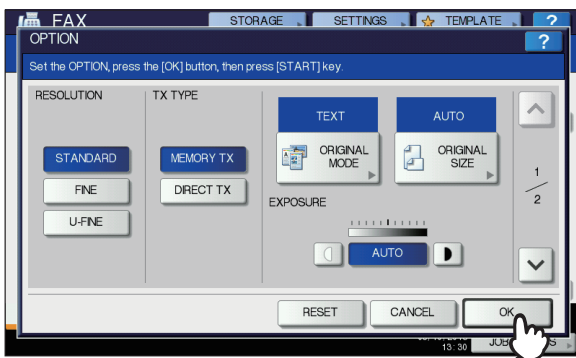 FAX STORAGE SETTINGS TEMPLATE ?
OPTION ?
Set the OPTION, press the [OK] button, then press [START] key.
RESOLUTION TX TYPE
TEXT AUTO
STANDARD MEMORY TX ORIGINAL MODE ORIGINAL SIZE
FINE DIRECT TX
1
2
EXPOSURE
U-FINE
AUTO
RESET CANCEL OK
13:30